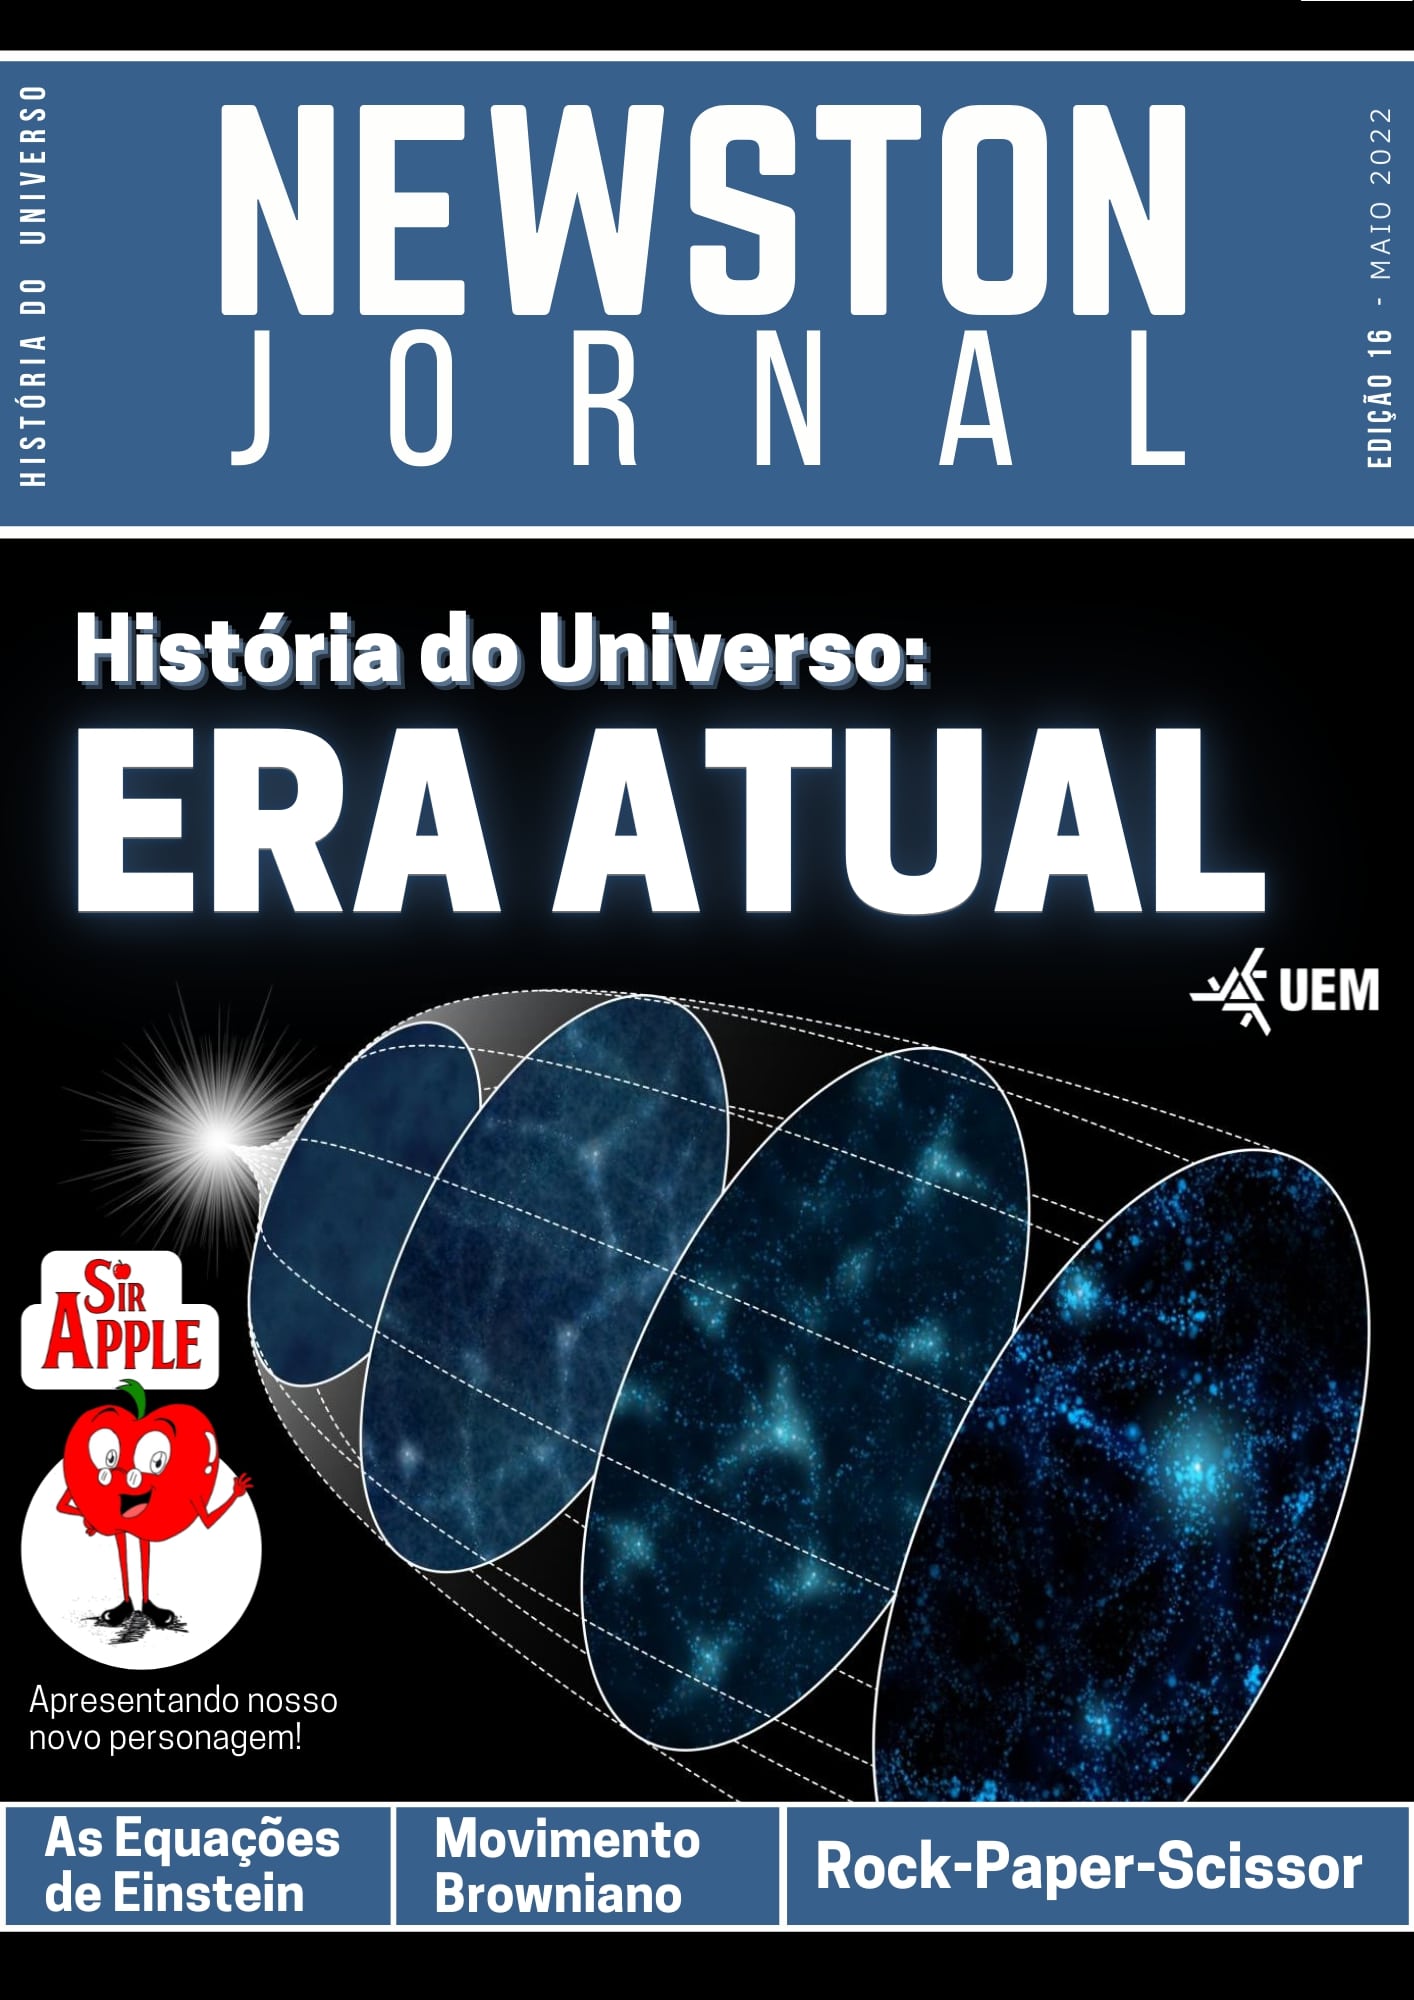 HISTÓRIA DO UNIVERSO
NEWSTON
JORNAL
EDIÇÃO 16 - MAIO 2022
História do Universo:
ERA ATUAL
UEM
SIR
APPLE
Apresentando nosso
novo personagem!
As Equações
de Einstein
Movimento
Browniano
Rock-Paper-Scissor